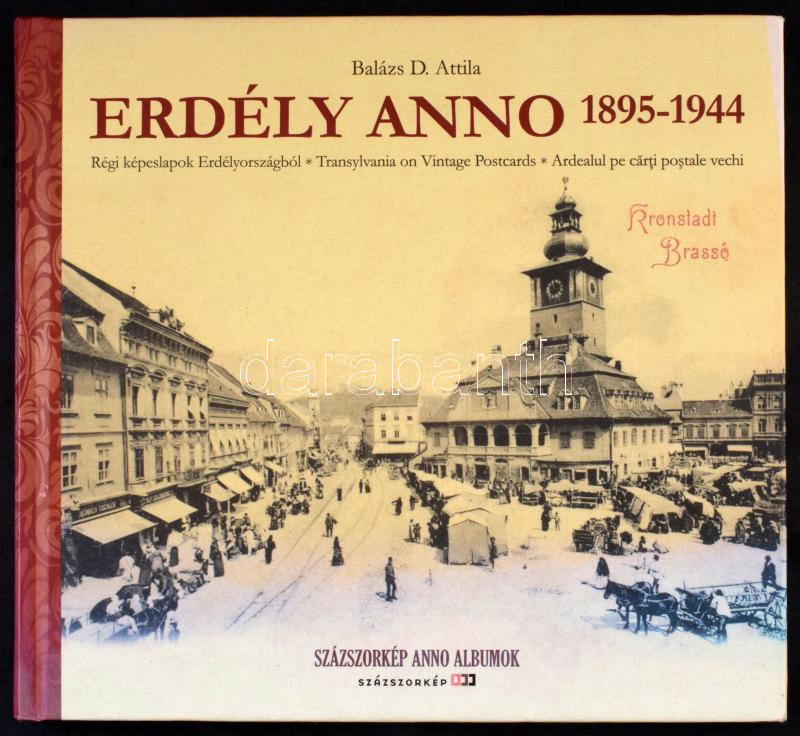 Balázs D. Attila
ERDÉLY ANNO 1895-1944
Régi képeslapok Erdélyországból * Transylvania on Vintage Postcards * Ardealul pe cărți poștale vechi
Kronstadt
Brassó
darabanth
SZÁZSZORKÉP ANNO ALBUMOK
SZÁZSZORKÉP